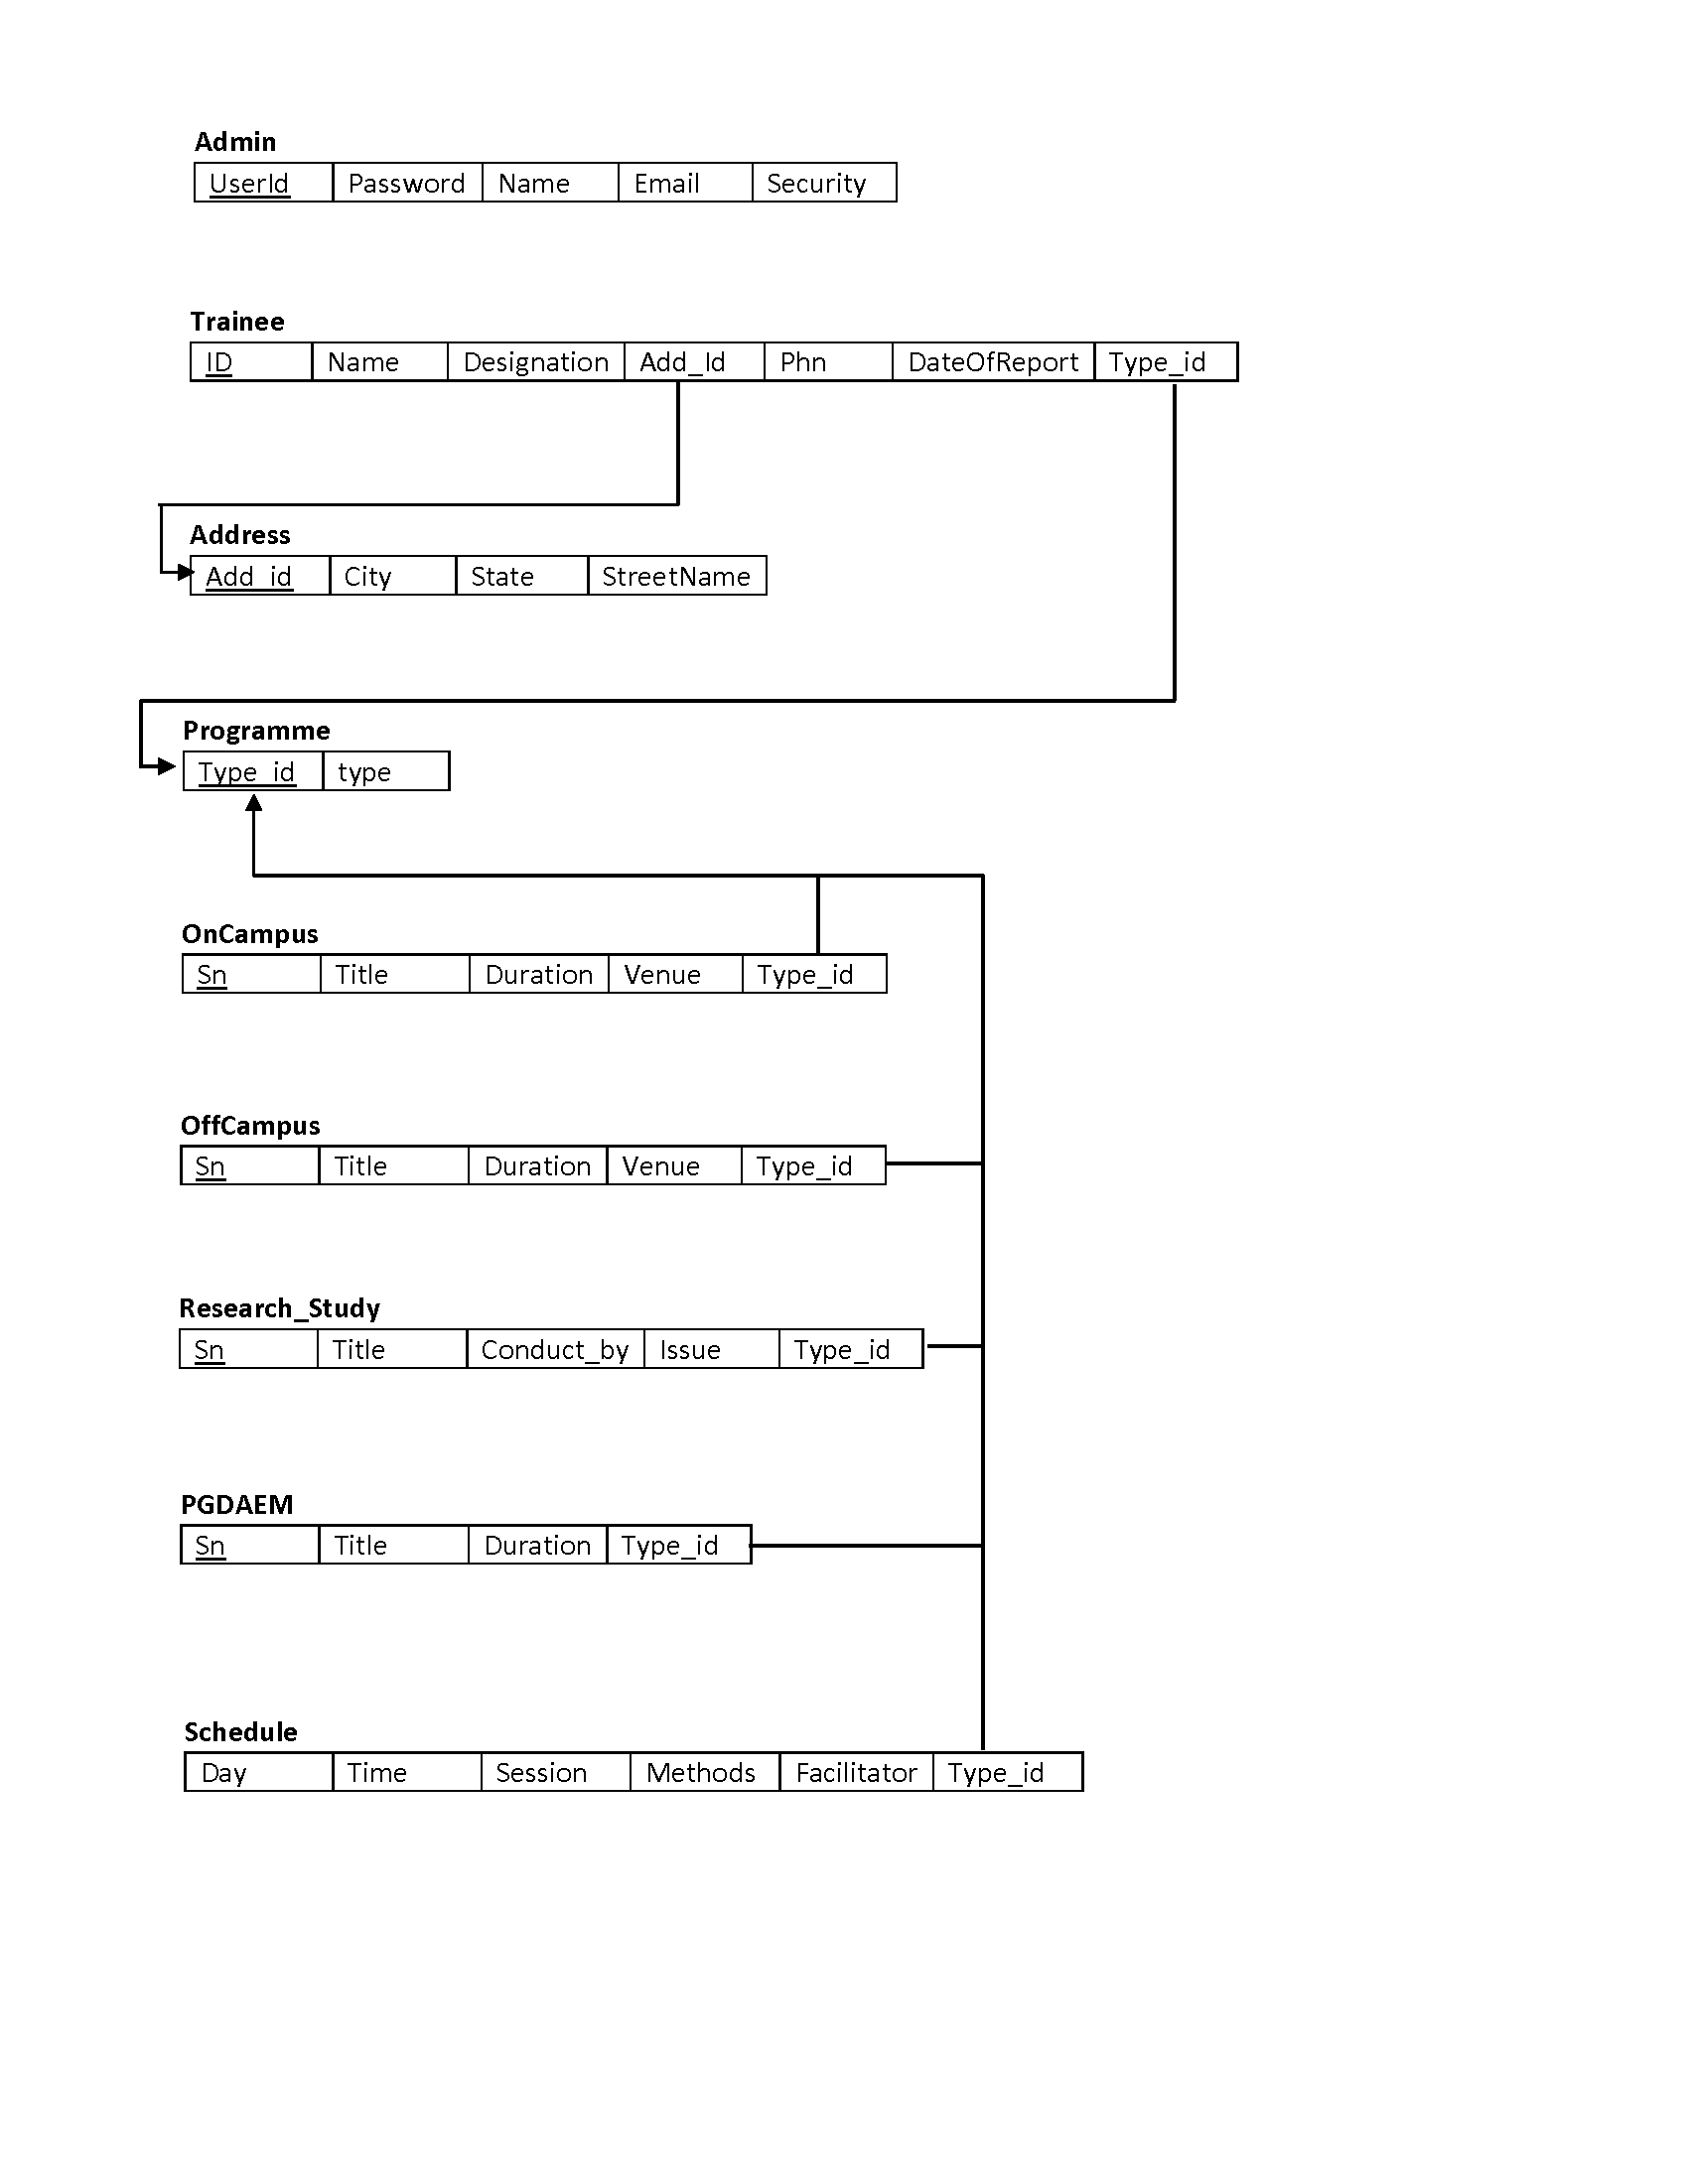 Admin
UserId Password Name Email Security
Trainee
ID Name Designation Add_Id Phn DateOfReport Type_id
Address
Add_id City State StreetName
Programme
Type_id type
OnCampus
Sn Title Duration Venue Type_id
OffCampus
Sn Title Duration Venue Type_id
Research_Study
Sn Title Conduct_by Issue Type_id
PGDAEM
Sn Title Duration Type_id
Schedule
Day Time Session Methods Facilitator Type_id